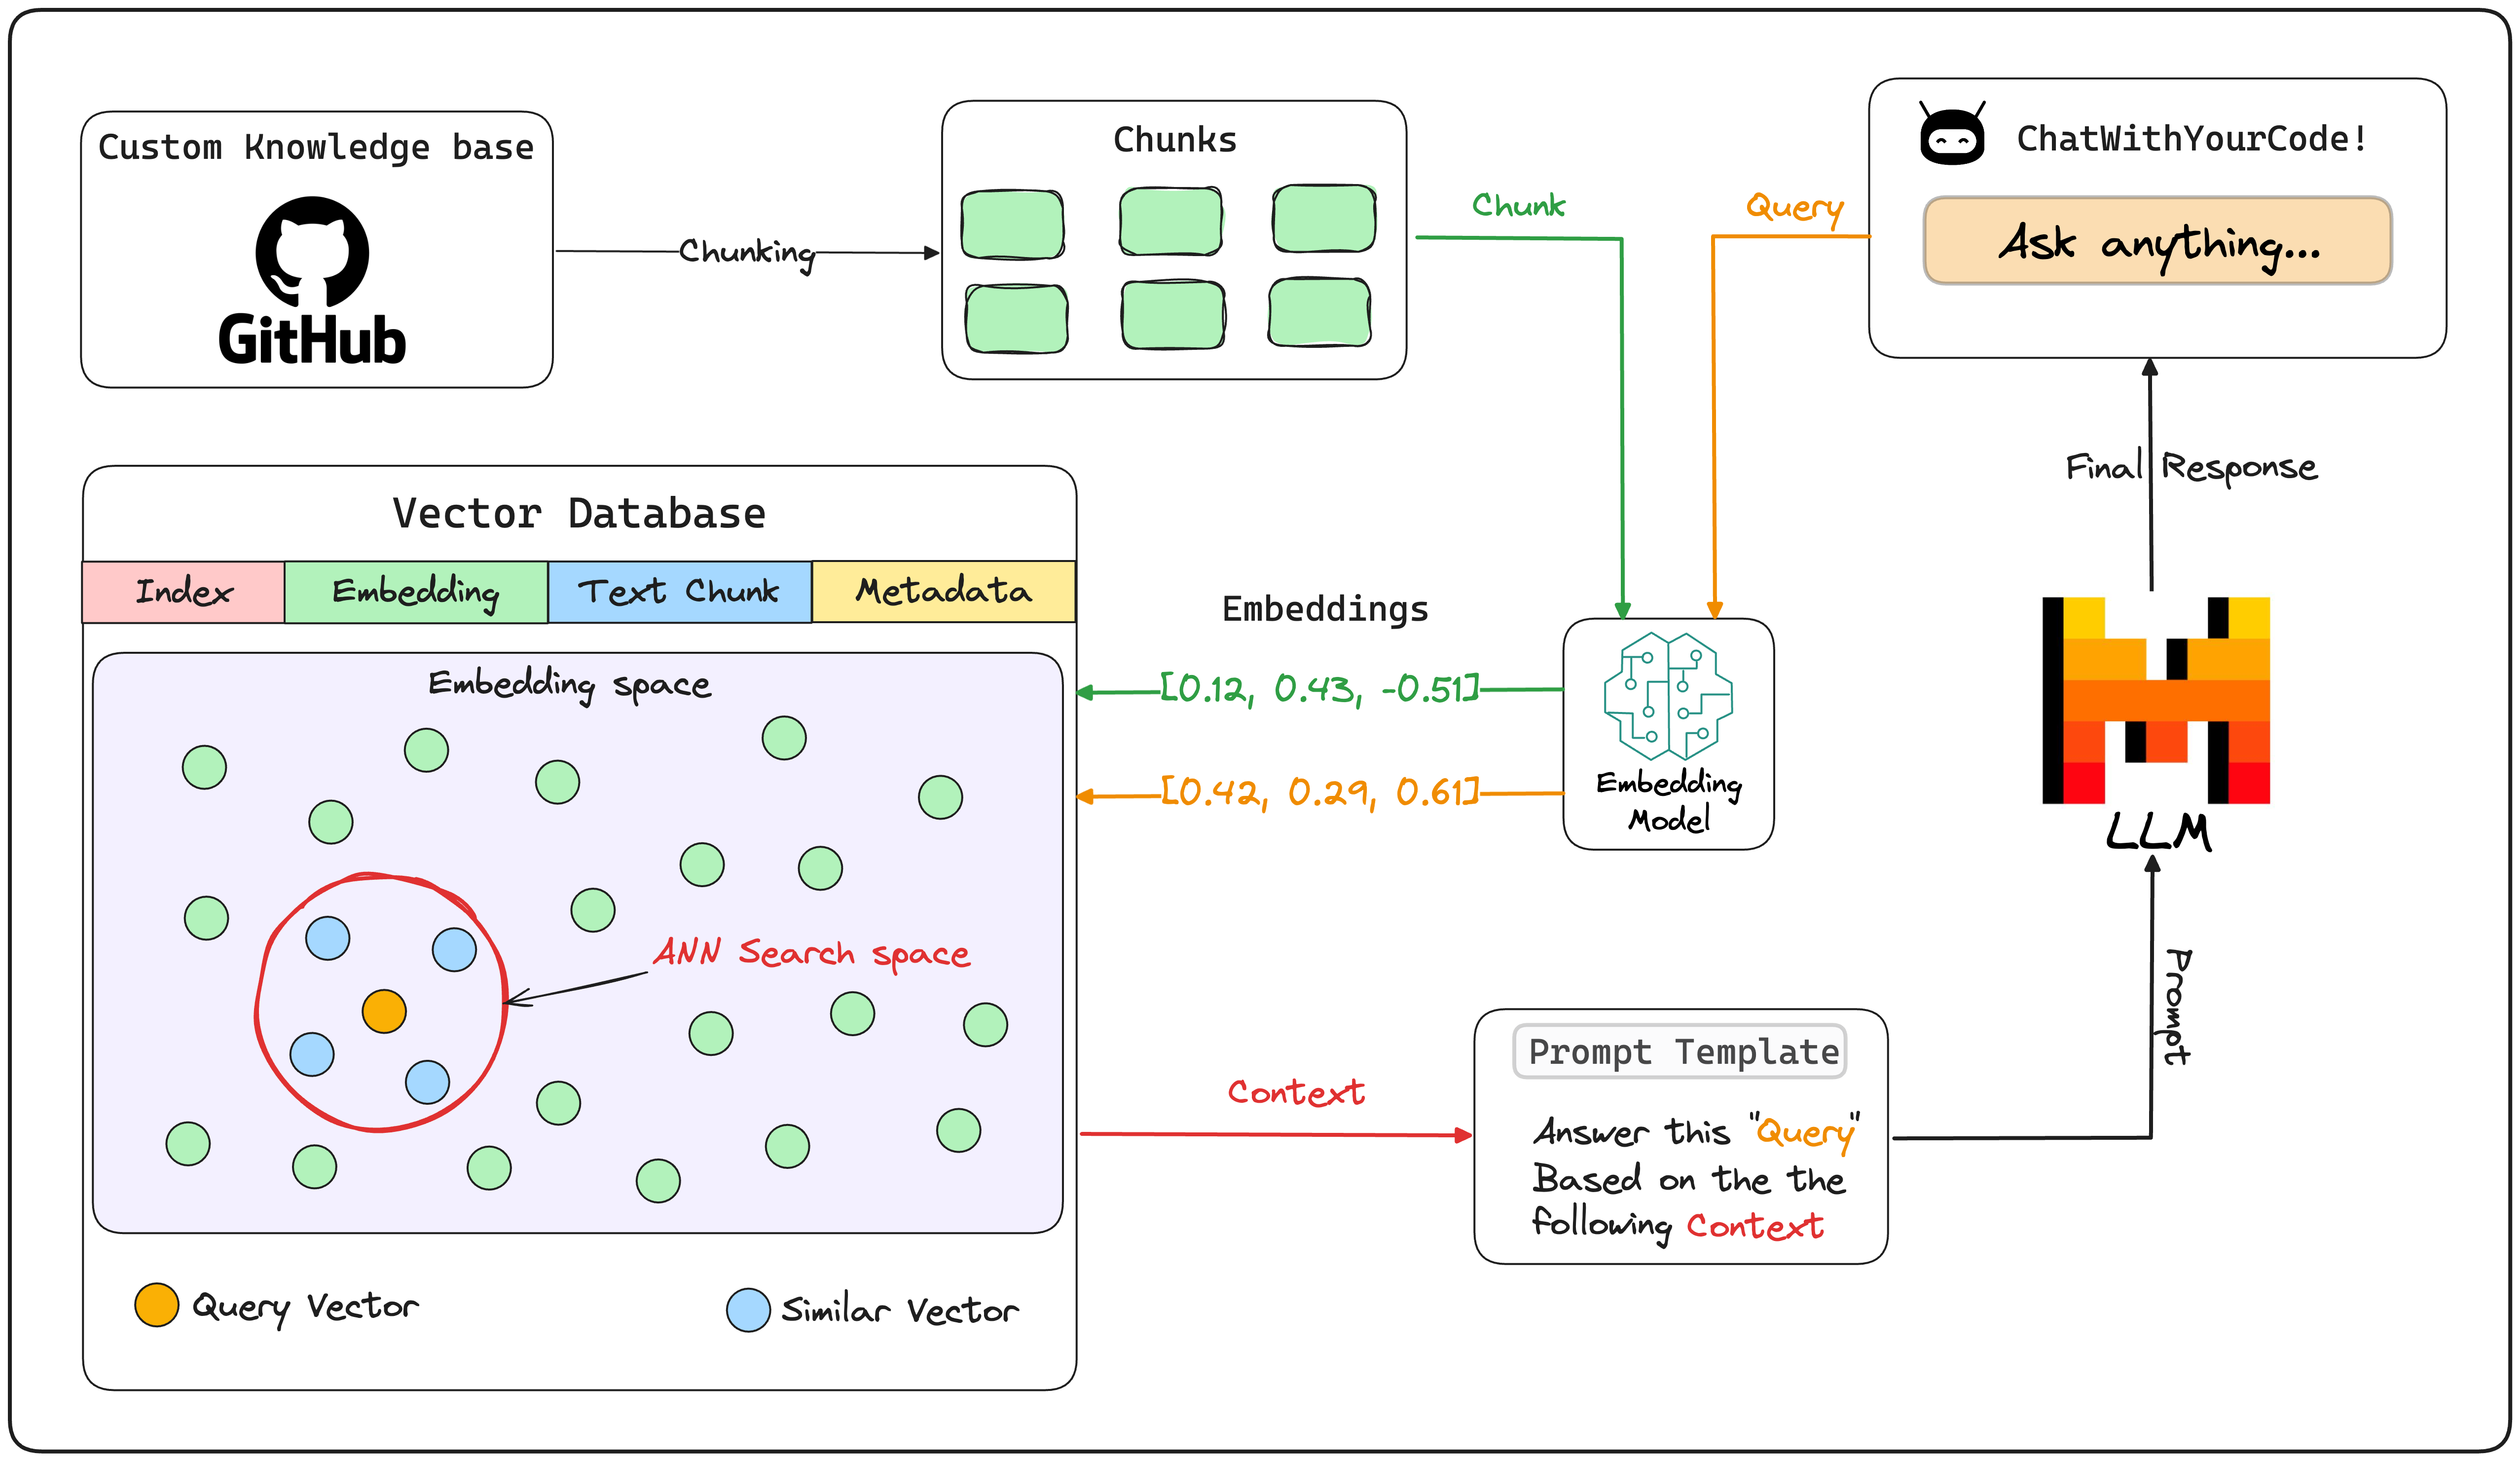 Custom Knowledge base
GitHub
Chunking
Chunks
Chunk
Query
ChatWithYourCode!
Ask anything...
Final Response
Vector Database
Index
Embedding
Text Chunk
Metadata
Embedding space
ANN Search space
Query Vector
Similar Vector
Embeddings
[0.12, 0.43, -0.51]
[0.42, 0.29, 0.61]
Embedding
Model
LLM
Prompt
Context
Prompt Template
Answer this "Query"
Based on the the
following Context